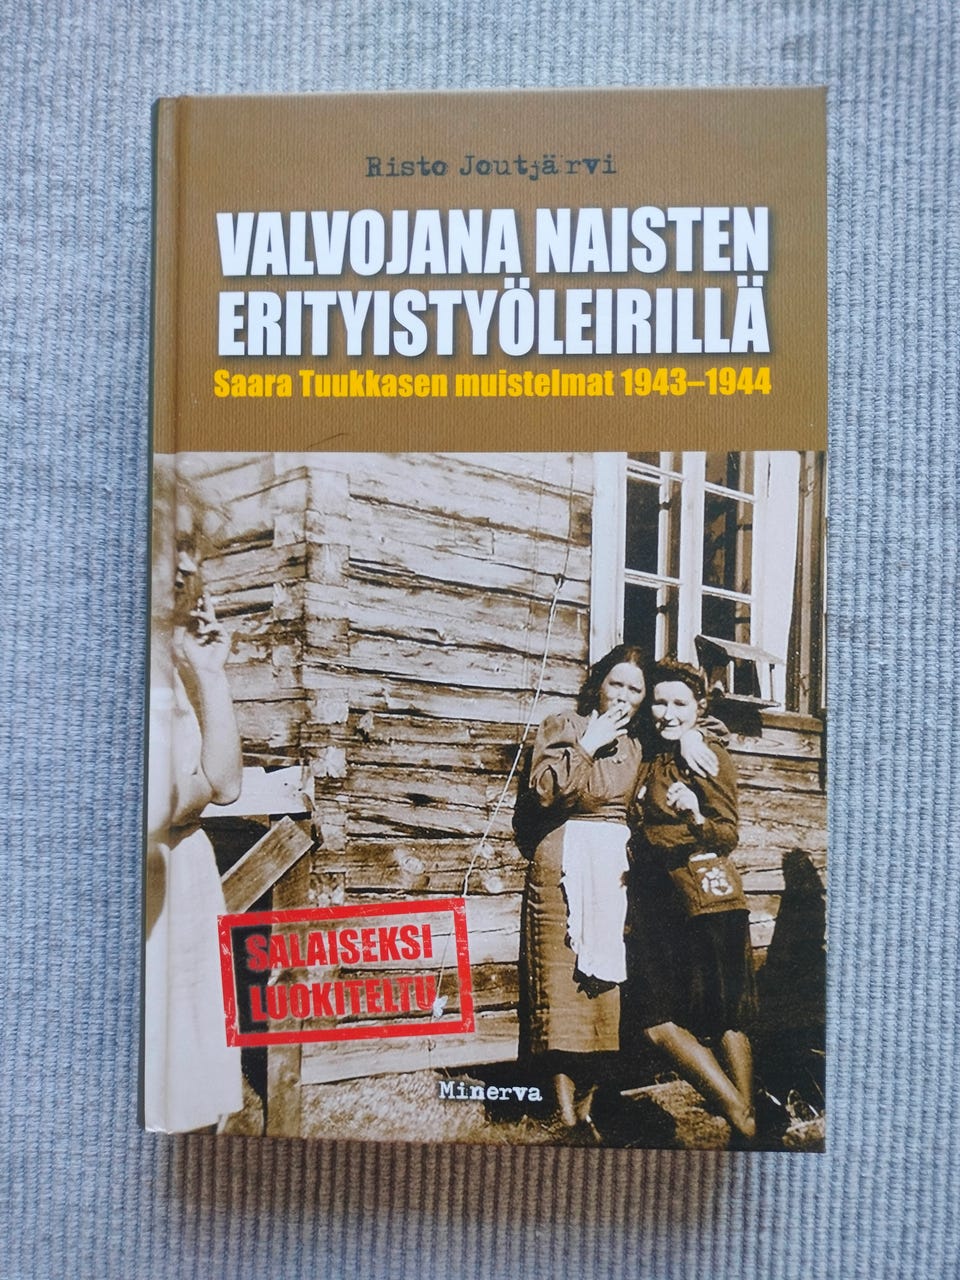 Risto Joutjärvi
VALVOJANA NAISTEN
ERITYISTYÖLEIRILLÄ
Saara Tuukkasen muistelmat 1943–1944
SALAISEKSI
LUOKITELTU
Minerva